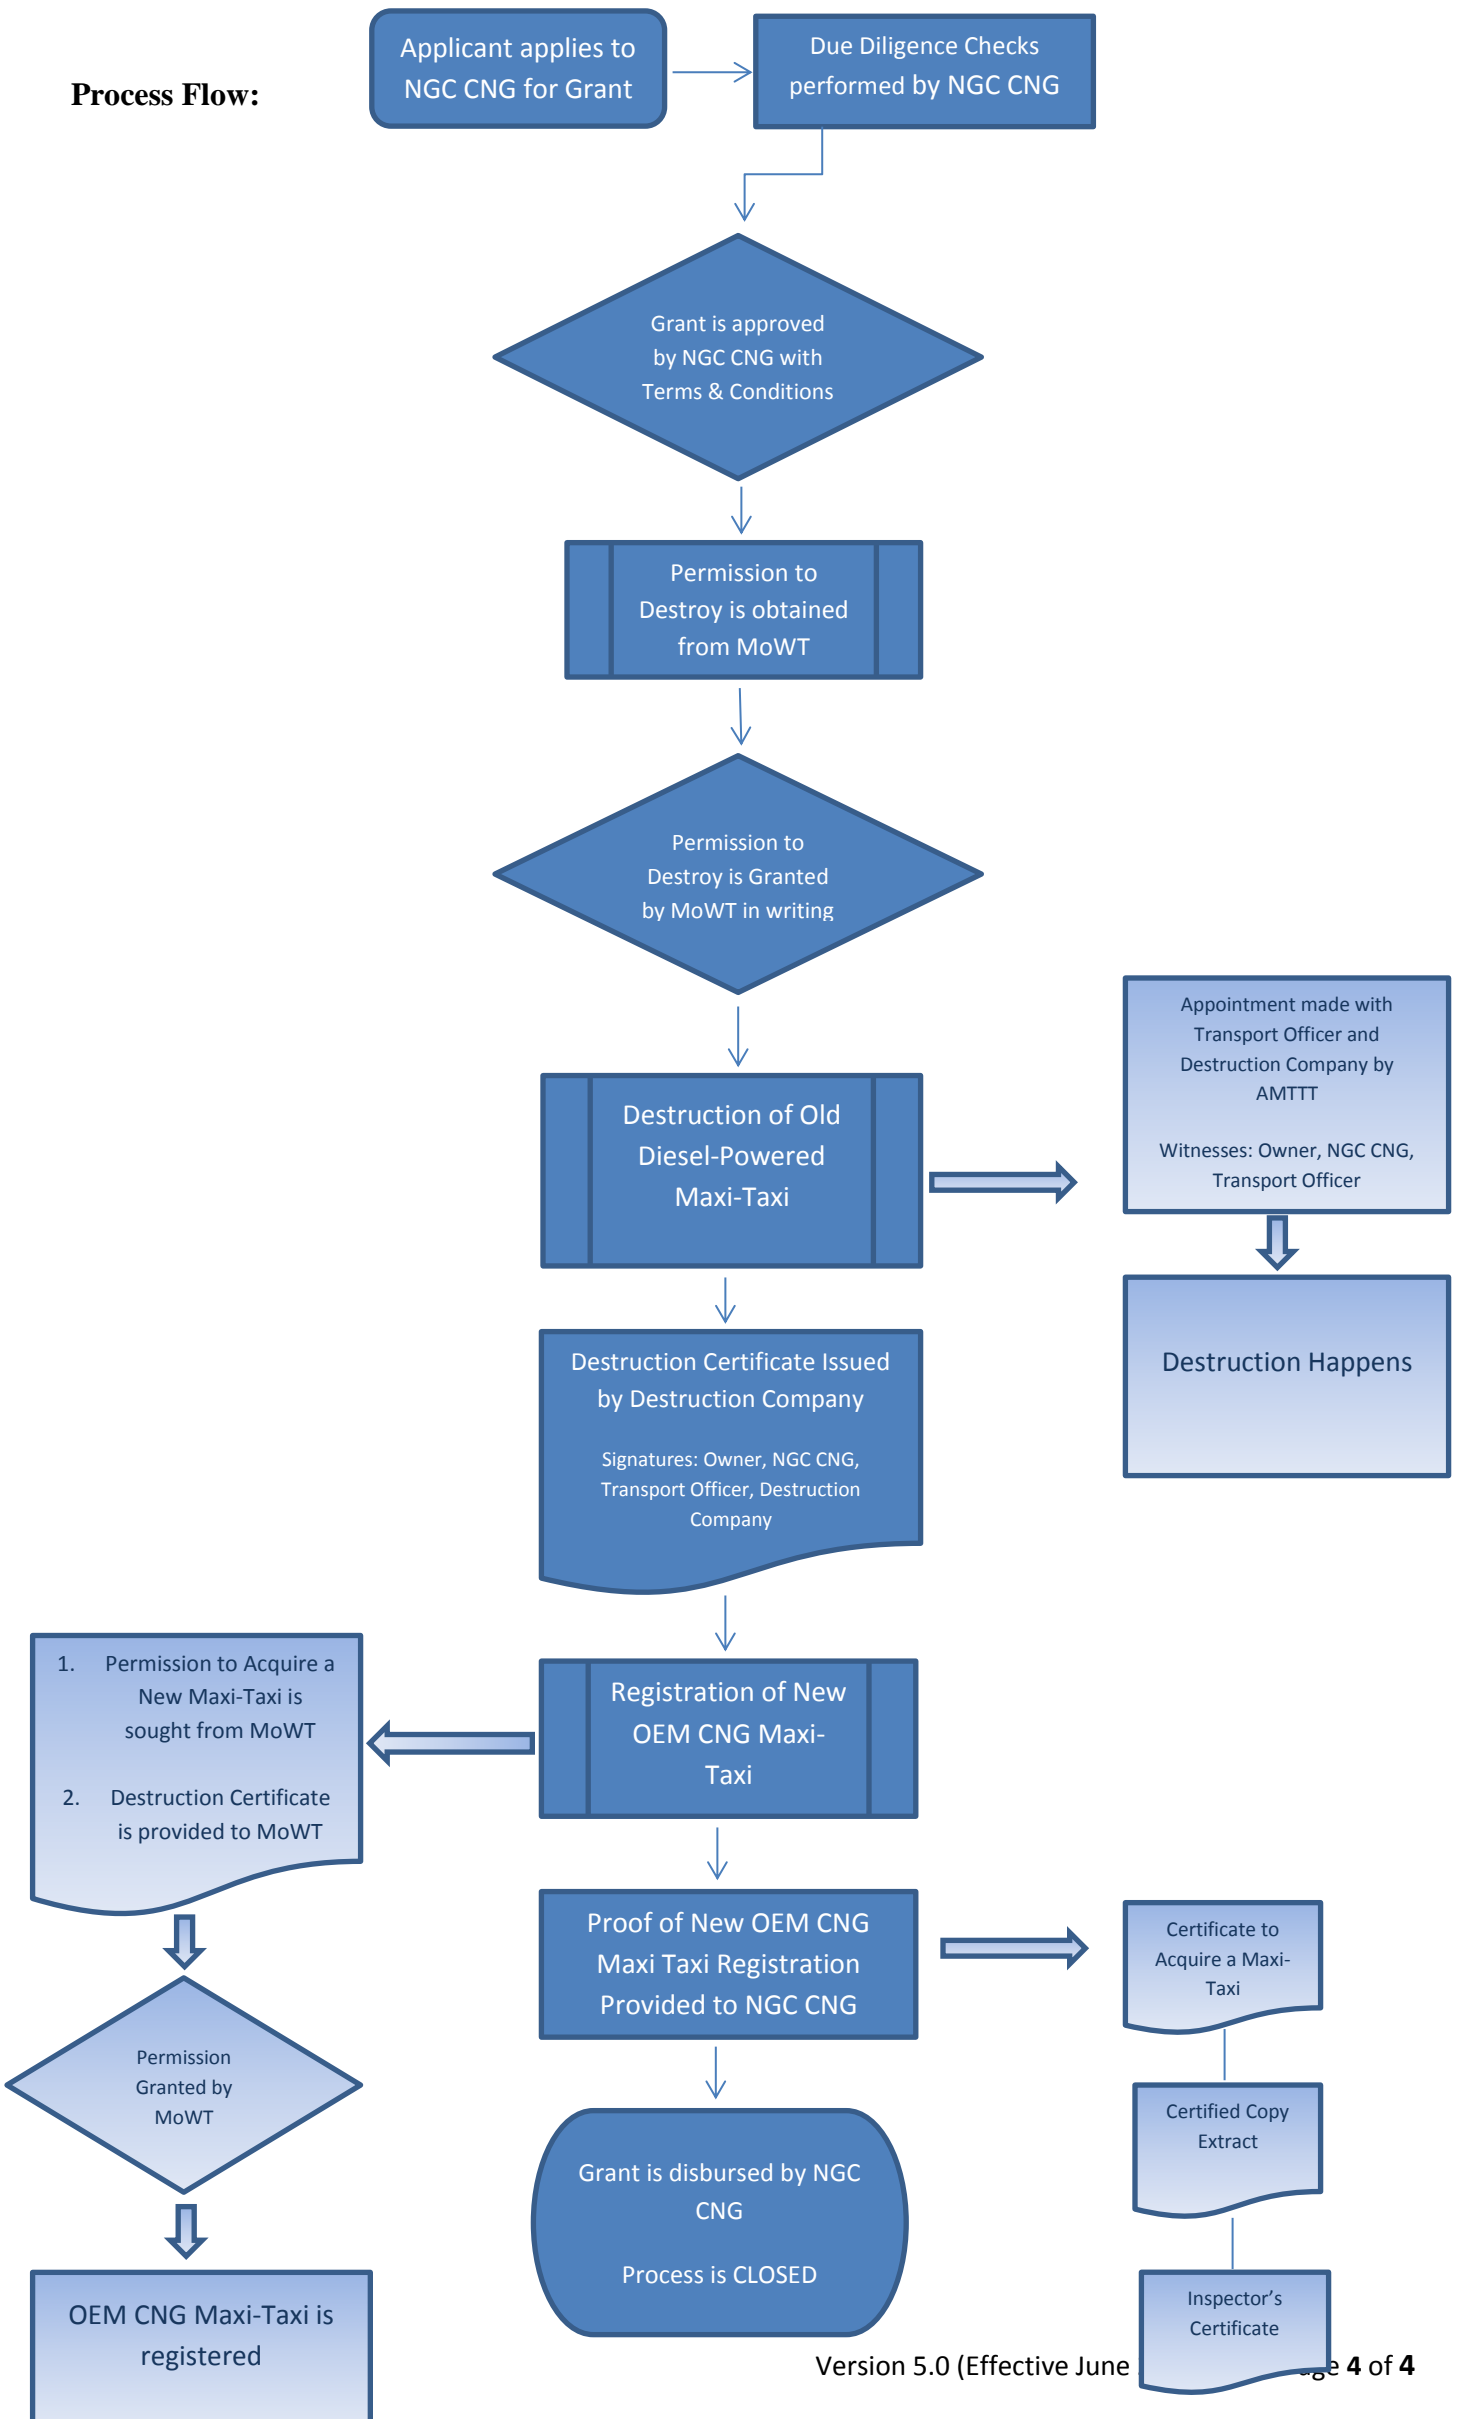 Process Flow:
Applicant applies to
NGC CNG for Grant
Due Diligence Checks
performed by NGC CNG
Grant is approved
by NGC CNG with
Terms & Conditions
Permission to
Destroy is obtained
from MoWT
Permission to
Destroy is Granted
by MoWT in writing
Destruction of Old
Diesel-Powered
Maxi-Taxi
Appointment made with
Transport Officer and
Destruction Company by
AMTTT
Witnesses: Owner, NGC CNG,
Transport Officer
Destruction Happens
Destruction Certificate Issued
by Destruction Company
Signatures: Owner, NGC CNG,
Transport Officer, Destruction
Company
Registration of New
OEM CNG Maxi-
Taxi
1. Permission to Acquire a
New Maxi-Taxi is
sought from MoWT
2. Destruction Certificate
is provided to MoWT
Permission
Granted by
MoWT
OEM CNG Maxi-Taxi is
registered
Proof of New OEM CNG
Maxi Taxi Registration
Provided to NGC CNG
Certificate to
Acquire a Maxi-
Taxi
Certified Copy
Extract
Inspector’s
Certificate
Grant is disbursed by NGC
CNG
Process is CLOSED
Version 5.0 (Effective June 4 of 4